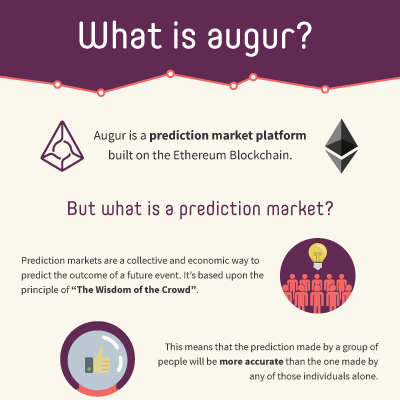 What is augur?
Augur is a prediction market platform
built on the Ethereum Blockchain.
But what is a prediction market?
Prediction markets are a collective and economic way to
predict the outcome of a future event. It's based upon the
principle of “The Wisdom of the Crowd”.
This means that the prediction made by a group of
people will be more accurate than the one made by
any of those individuals alone.